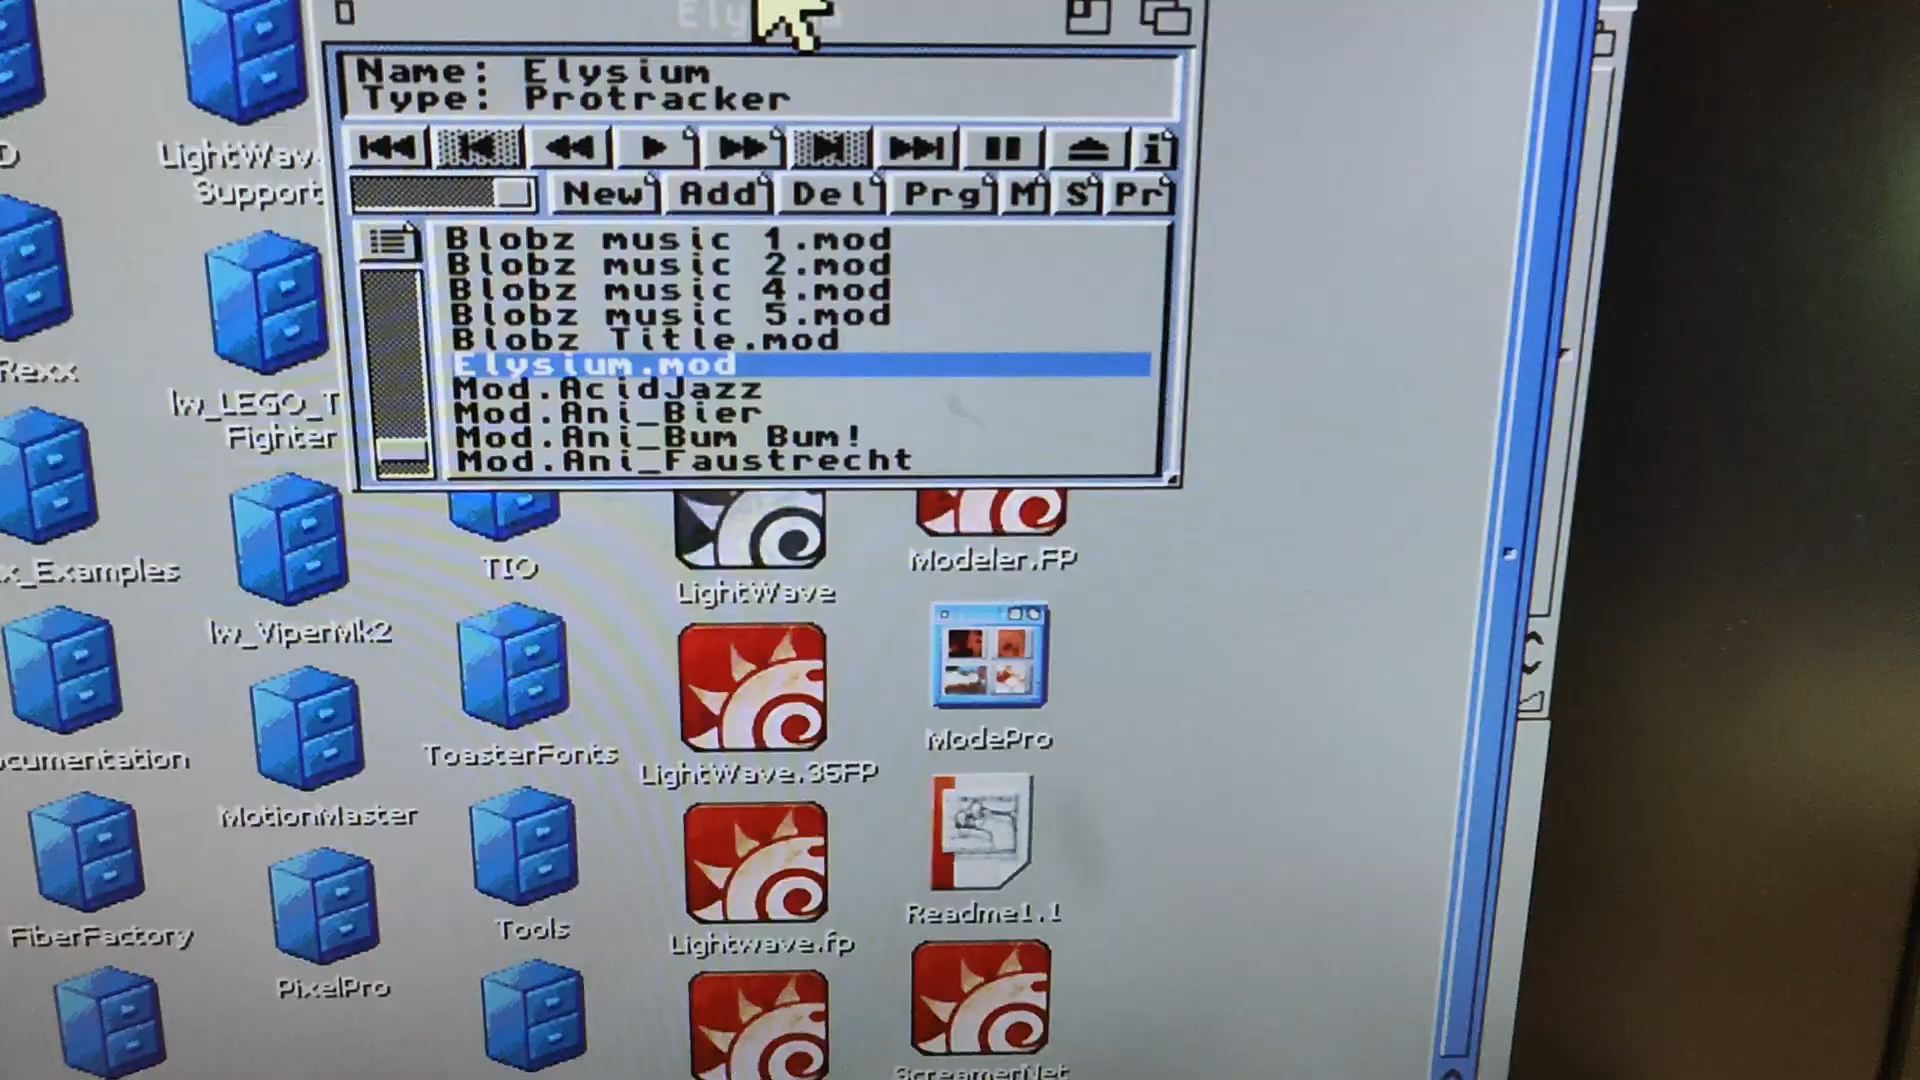 Name: Elysium
Type: Protracker
New Add Del Prg M S Pr
Blobz music 1.mod
Blobz music 2.mod
Blobz music 4.mod
Blobz music 5.mod
Blobz Title.mod
Elysium.mod
Mod.AcidJazz
Mod.Ani_Bier
Mod.Ani_Bum Bum!
Mod.Ani_Faustrecht
LightWave
Support
Rexx
lw_LEGO_T
Fighter
x_Examples
TIO
LightWave
Modeler.FP
lw_ViperMk2
ocumentation
ToasterFonts
LightWave.35FP
ModePro
MotionMaster
FiberFactory
Tools
Lightwave.fp
Readme1.1
PixelPro
ScreamerNet